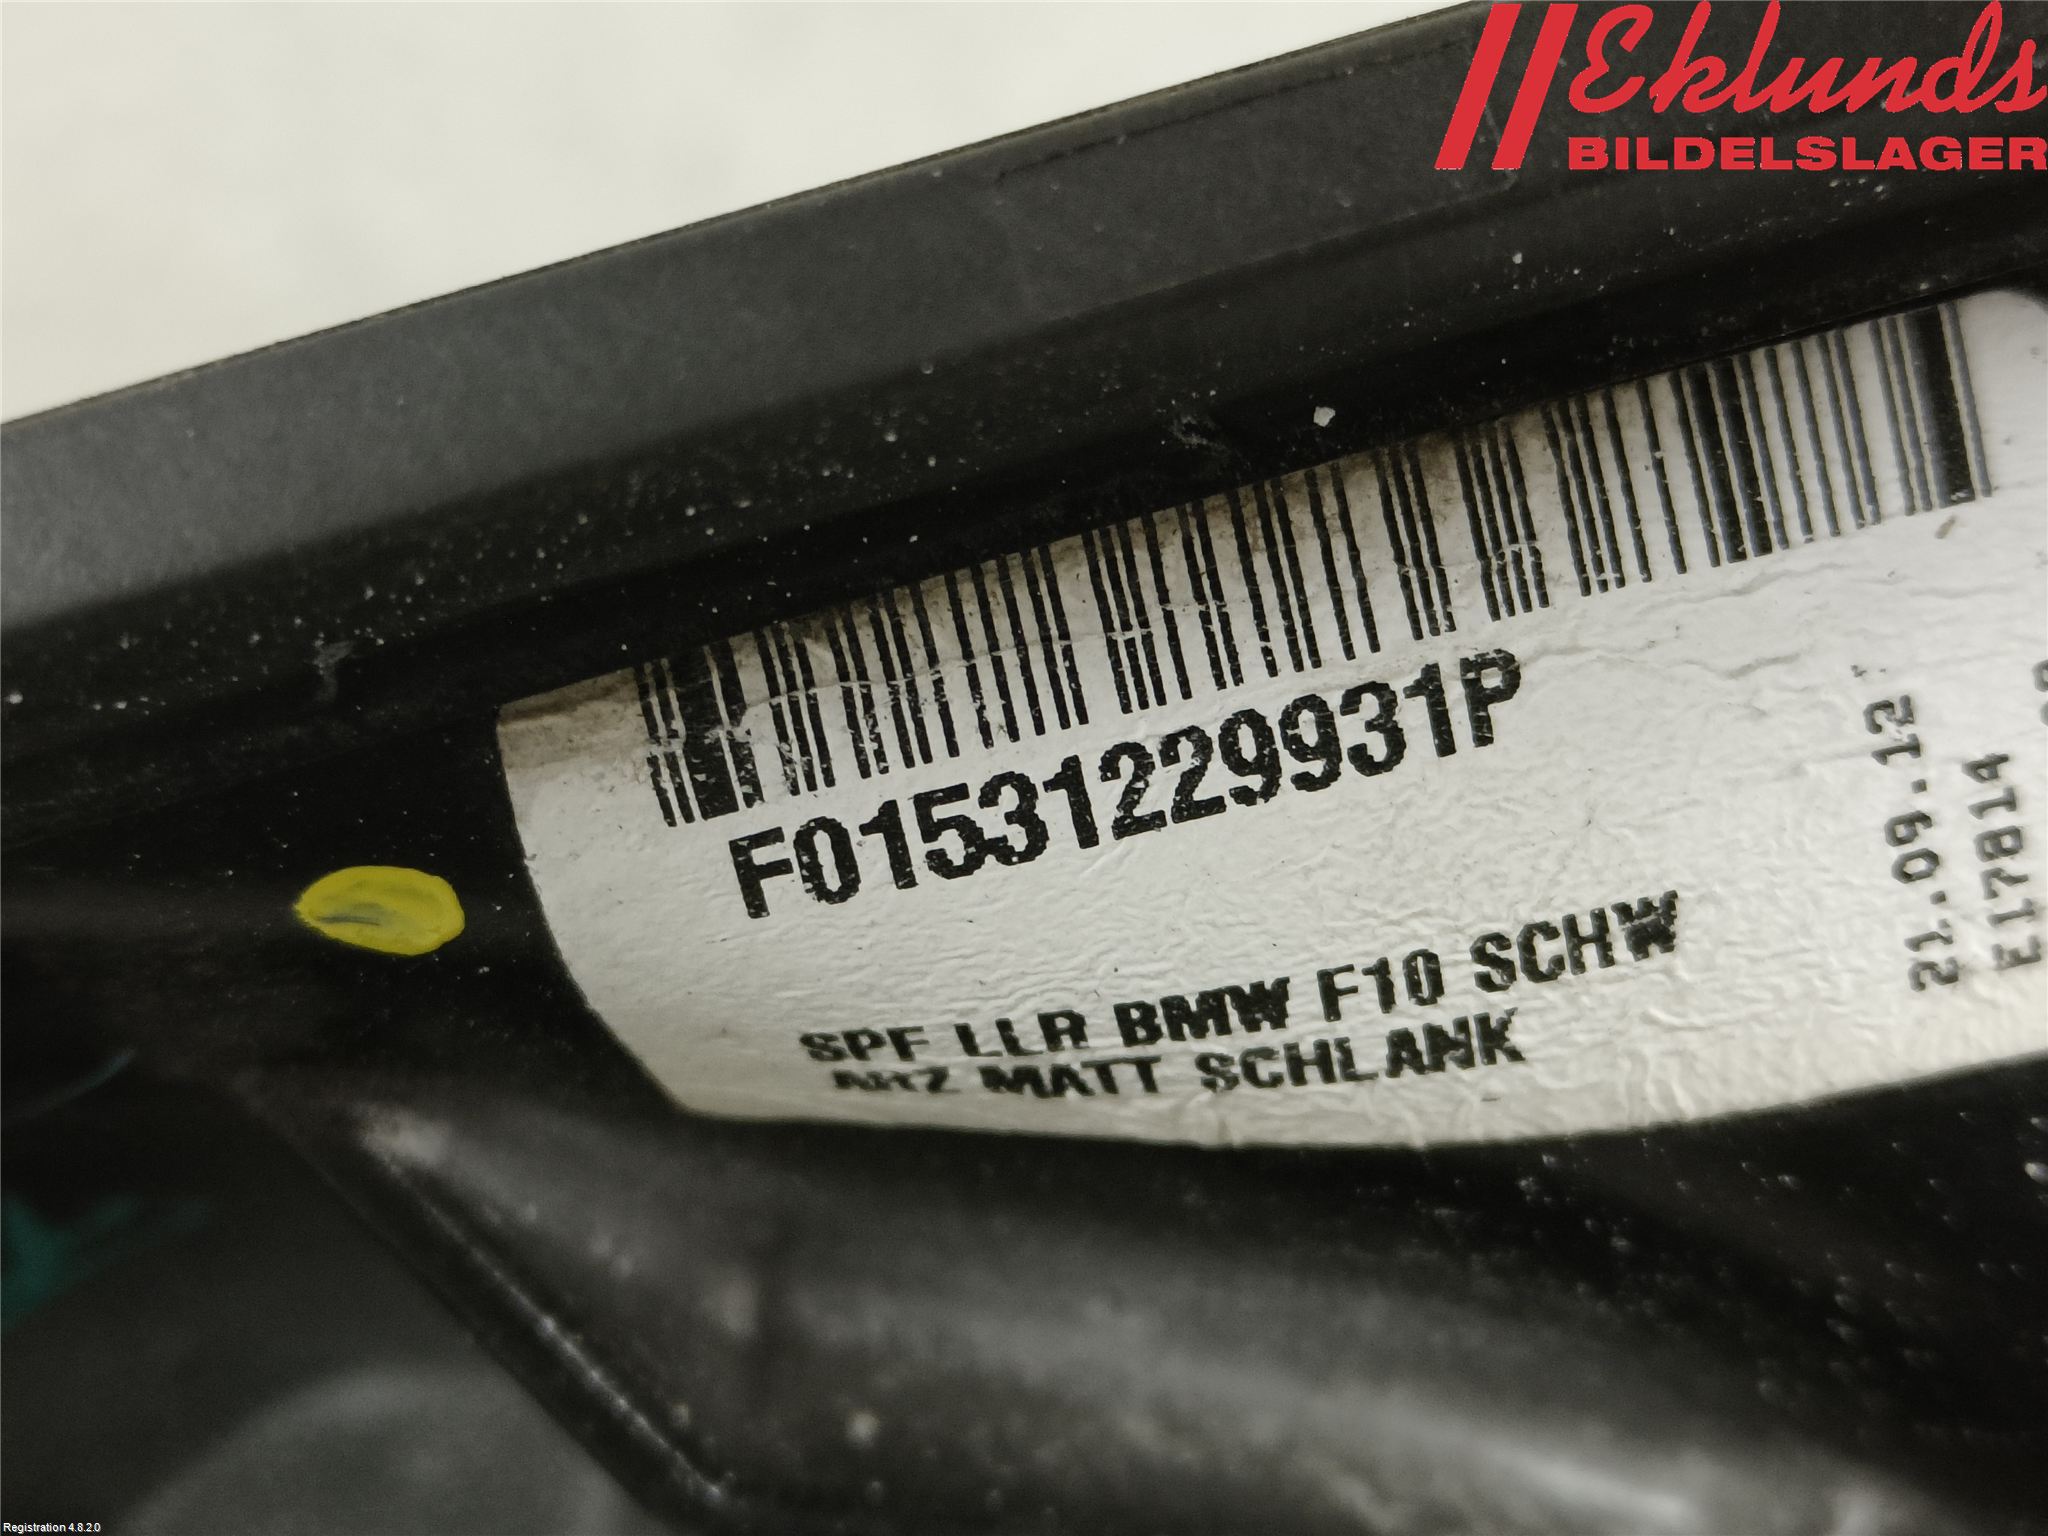 Eklunds
BILDELSLAGER
F01531229931P
SPF LLR BMW F10 SCHW
ARZ MATT SCHLANK
21.09.12
E17814
Registration 4.8.2.0